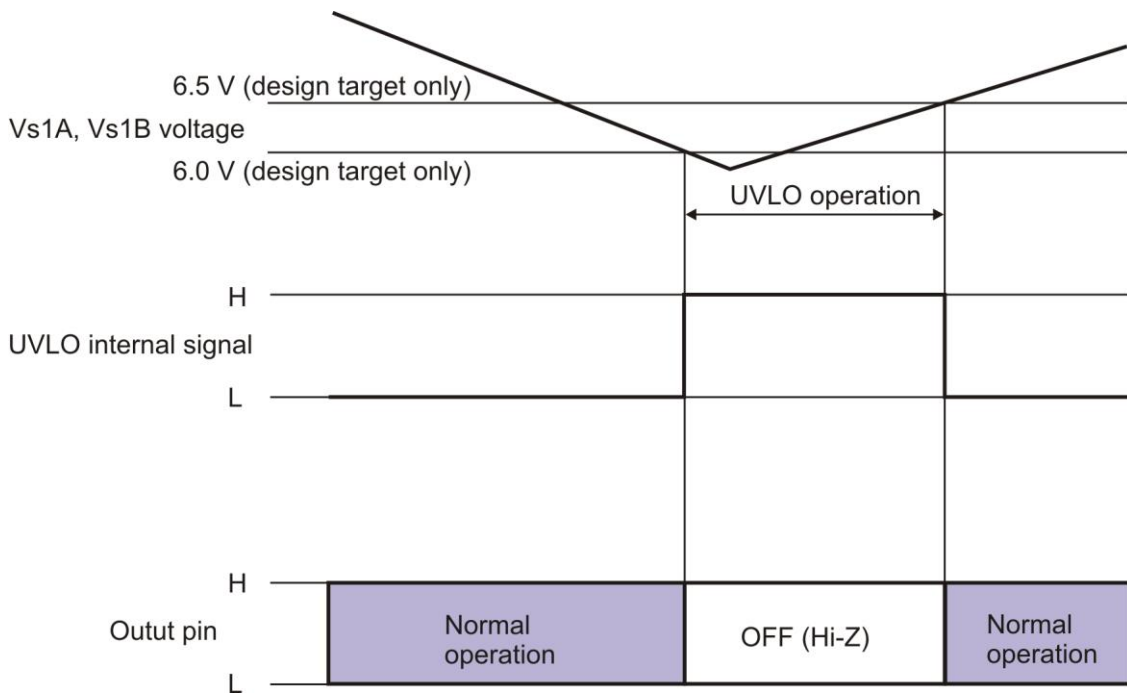 6.5 V (design target only)
Vs1A, Vs1B voltage
6.0 V (design target only)
UVLO operation
H
UVLO internal signal
L
H
Outut pin
Normal
operation
OFF (Hi-Z)
Normal
operation
L